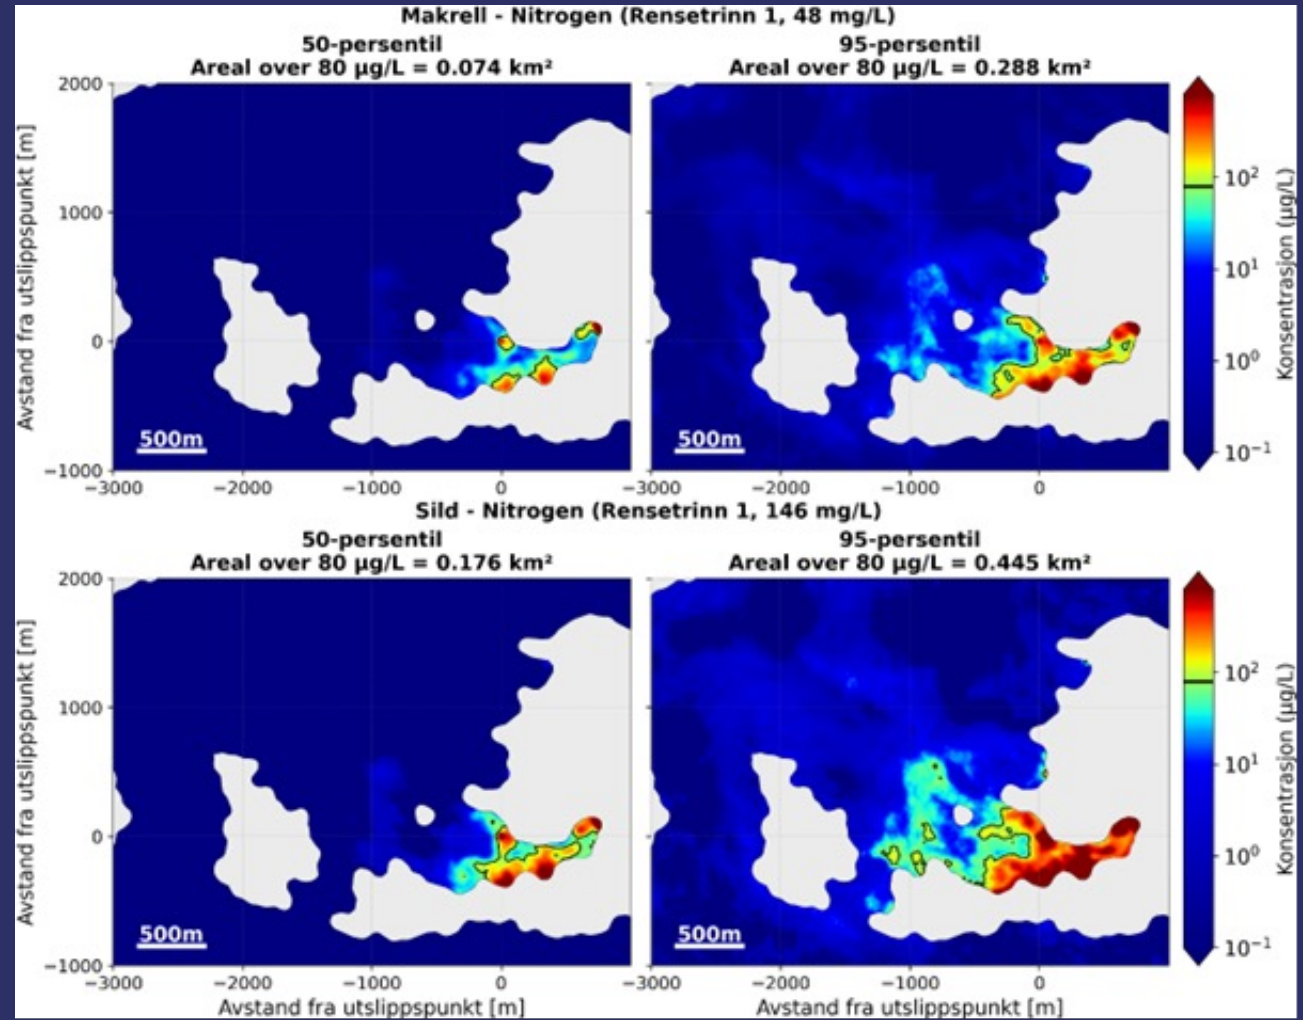 Makrell - Nitrogen (Rensetrinn 1, 48 mg/L)
50-persentil
Areal over 80 µg/L = 0.074 km²
95-persentil
Areal over 80 µg/L = 0.288 km²
Avstand fra utslippspunkt [m]
2000
1000
0
−1000
500m
500m
10²
10¹
10⁰
10⁻¹
Konsentrasjon (µg/L)
−3000 −2000 −1000 0
−3000 −2000 −1000 0
Sild - Nitrogen (Rensetrinn 1, 146 mg/L)
50-persentil
Areal over 80 µg/L = 0.176 km²
95-persentil
Areal over 80 µg/L = 0.445 km²
Avstand fra utslippspunkt [m]
2000
1000
0
−1000
500m
500m
10²
10¹
10⁰
10⁻¹
Konsentrasjon (µg/L)
−3000 −2000 −1000 0
−3000 −2000 −1000 0
Avstand fra utslippspunkt [m]
Avstand fra utslippspunkt [m]